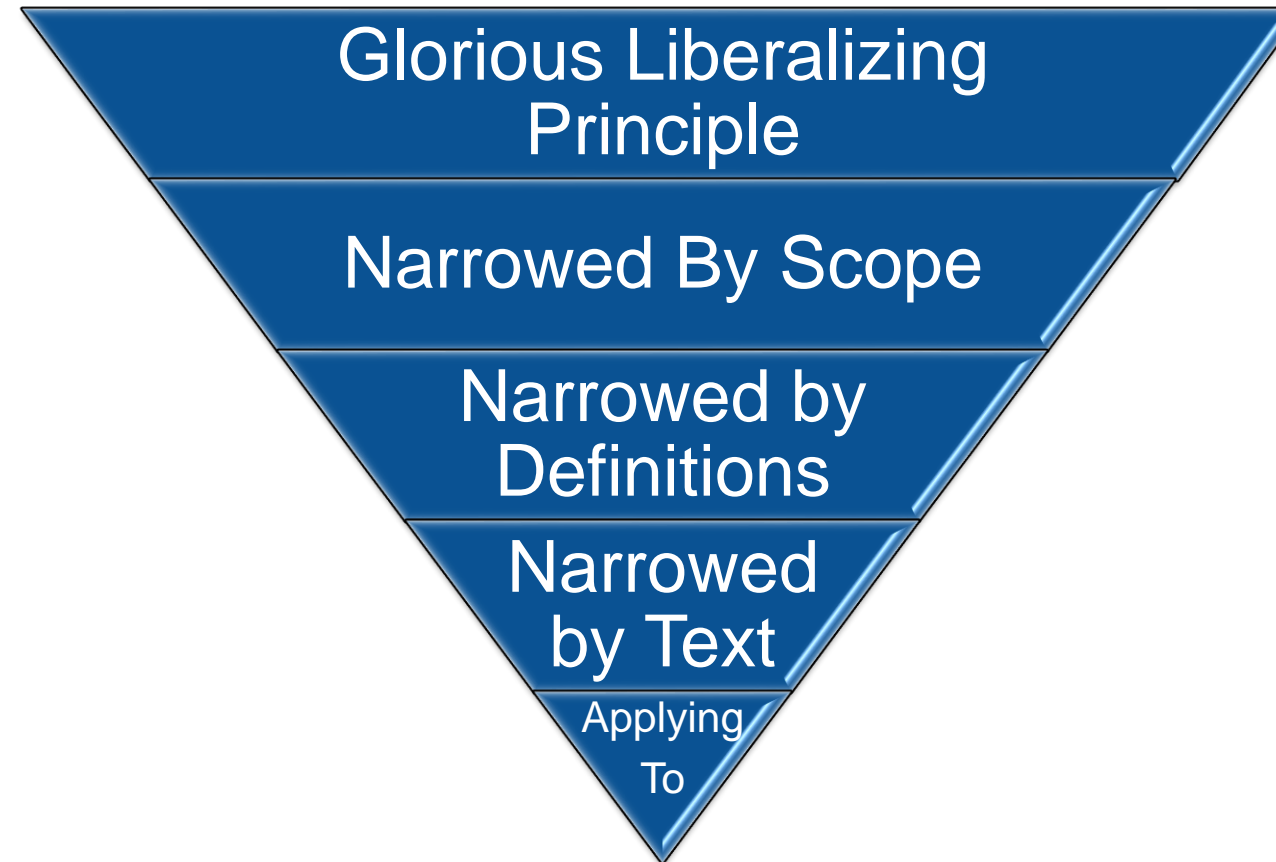 Glorious Liberalizing
Principle
Narrowed By Scope
Narrowed by
Definitions
Narrowed
by Text
Applying
To